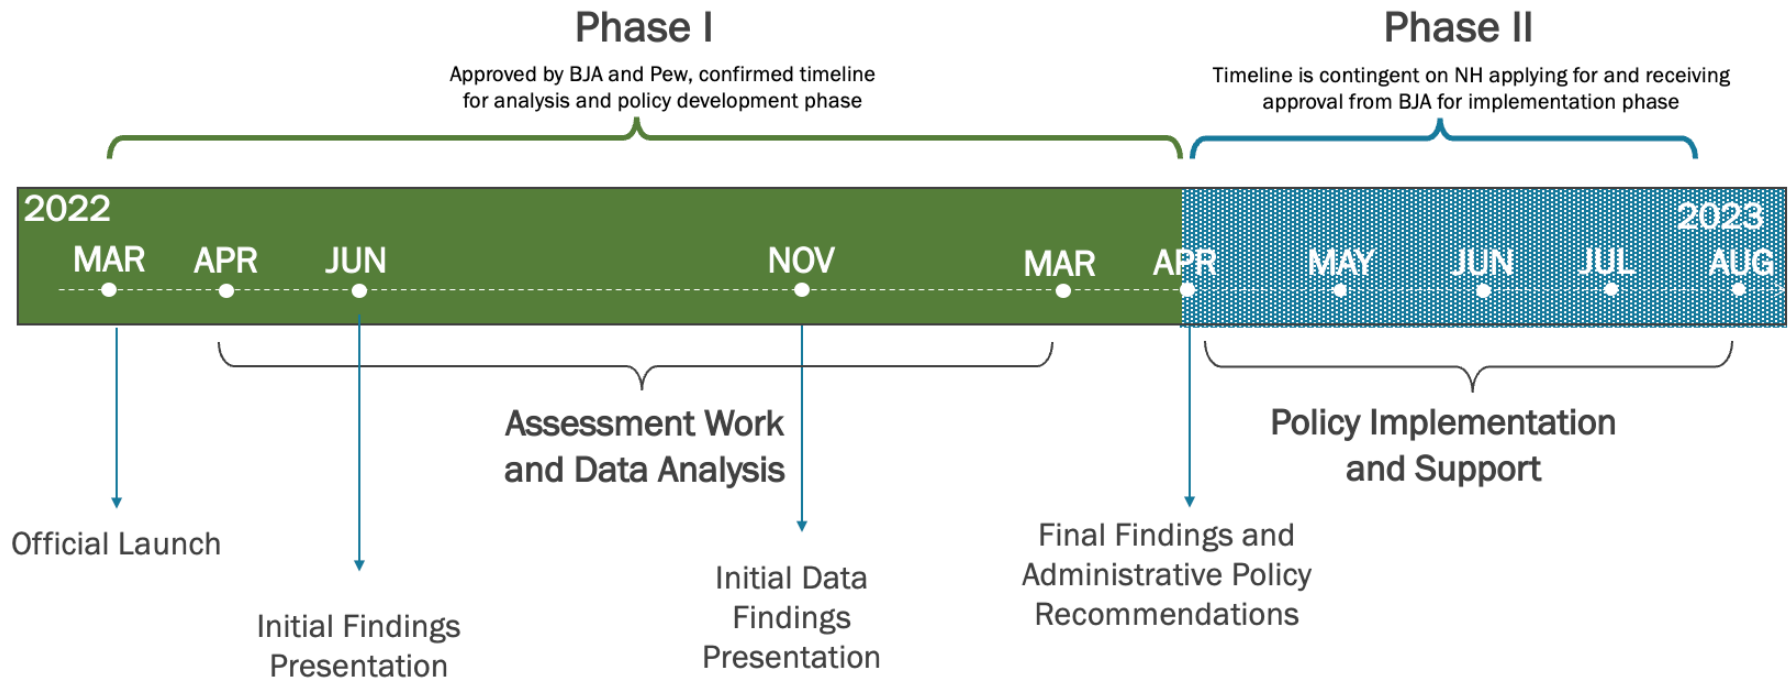 Phase I
Approved by BJA and Pew, confirmed timeline
for analysis and policy development phase
Phase II
Timeline is contingent on NH applying for and receiving
approval from BJA for implementation phase
2022
2023
MAR
APR
JUN
NOV
MAR
APR
MAY
JUN
JUL
AUG
Assessment Work
and Data Analysis
Policy Implementation
and Support
Official Launch
Initial Findings
Presentation
Initial Data
Findings
Presentation
Final Findings and
Administrative Policy
Recommendations